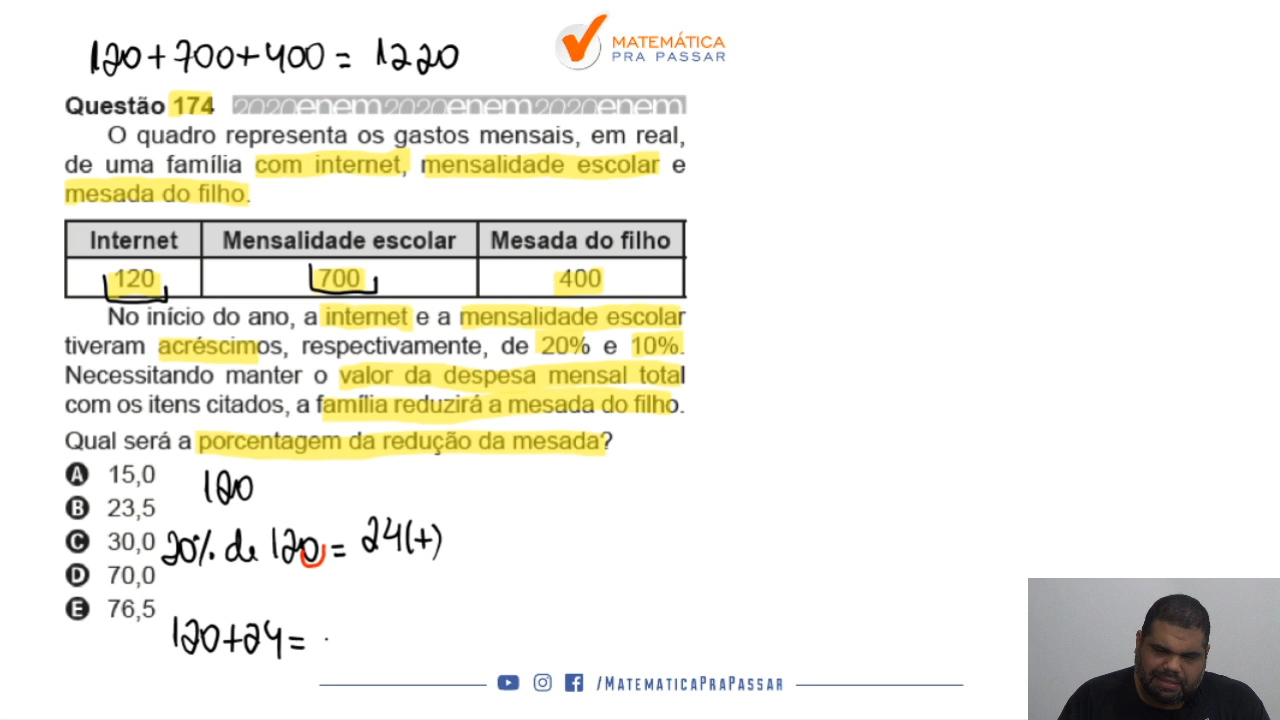 120+700+400 = 1220
MATEMÁTICA
PRA PASSAR
Questão 174 2020enem2020enem2020enem
O quadro representa os gastos mensais, em real,
de uma família com internet, mensalidade escolar e
mesada do filho.
Internet Mensalidade escolar Mesada do filho
120 700 400
No início do ano, a internet e a mensalidade escolar
tiveram acréscimos, respectivamente, de 20% e 10%.
Necessitando manter o valor da despesa mensal total
com os itens citados, a família reduzirá a mesada do filho.
Qual será a porcentagem da redução da mesada?
A 15,0
B 23,5
C 30,0
D 70,0
E 76,5
120
20% de 120 = 24(+)
120+24=
/MATEMATICAPRAPASSAR